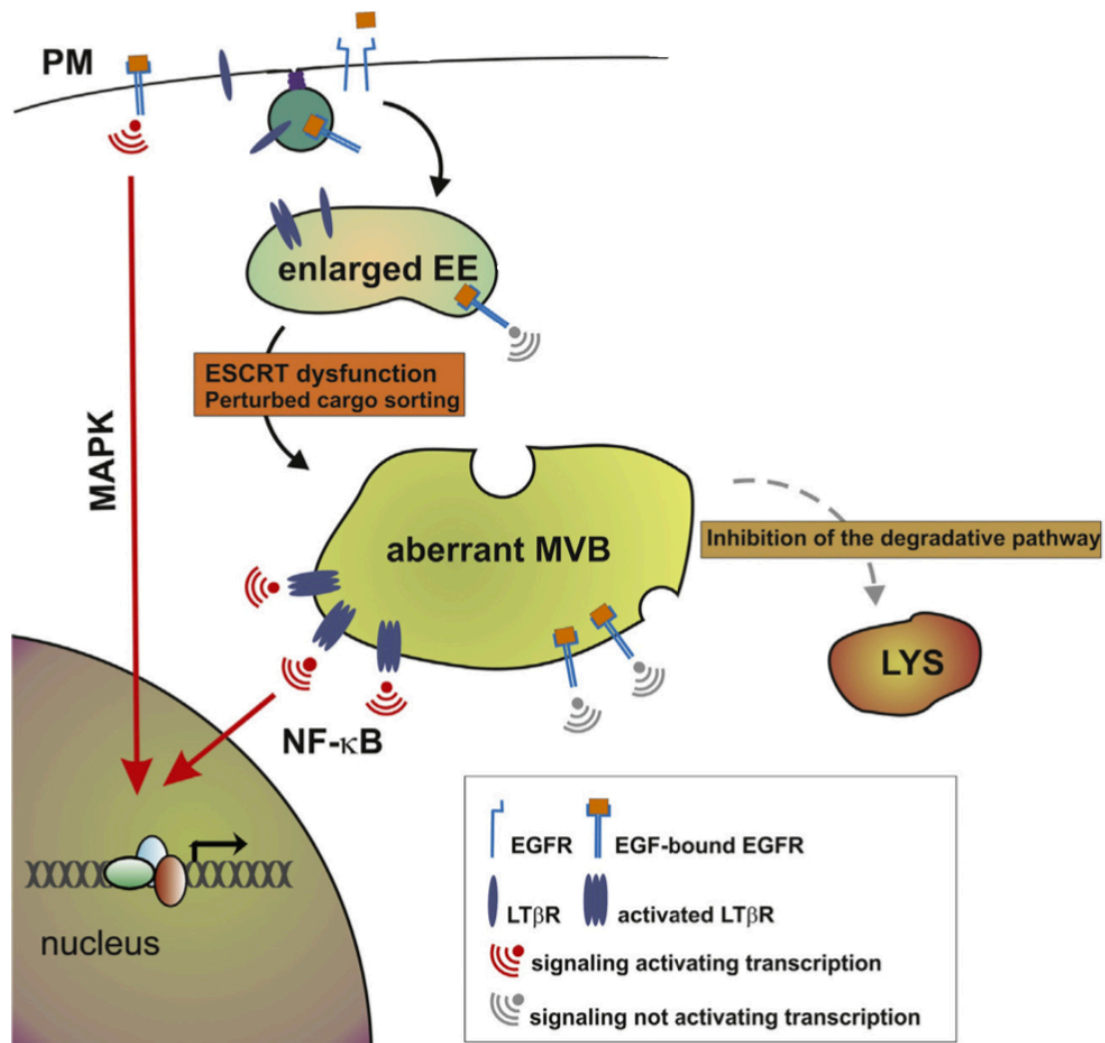 PM
enlarged EE
ESCRT dysfunction
Perturbed cargo sorting
MAPK
aberrant MVB
Inhibition of the degradative pathway
LYS
NF-κB
nucleus
EGFR
EGF-bound EGFR
LTβR
activated LTβR
signaling activating transcription
signaling not activating transcription